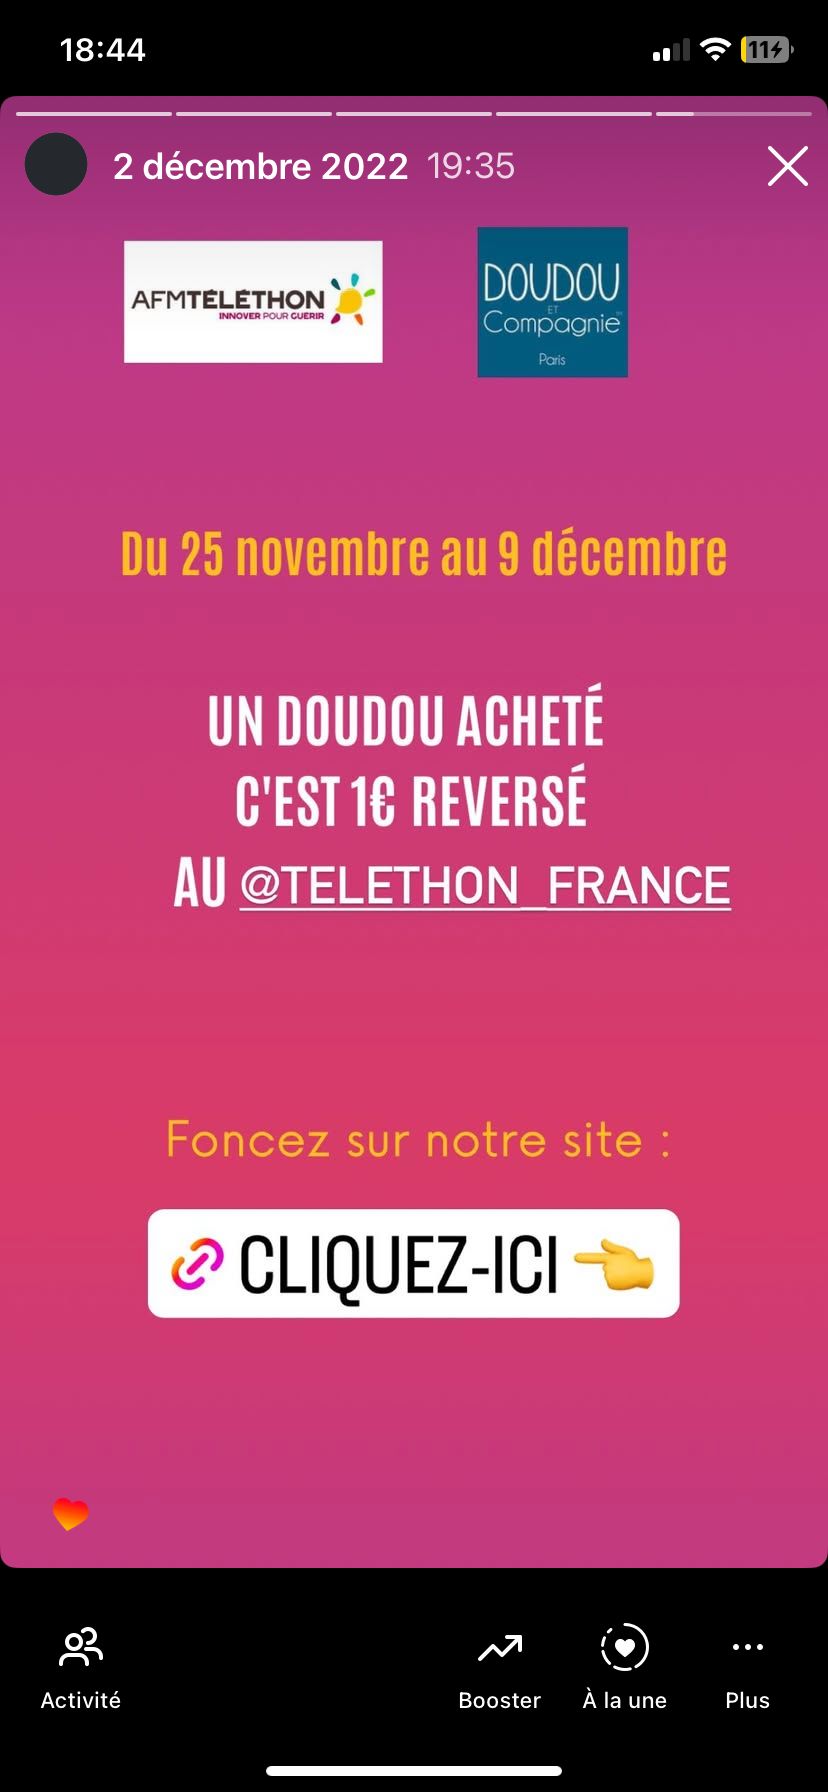 18:44
11
2 décembre 2022 19:35
AFMTÉLÉTHON
INNOVER POUR GUÉRIR
DOUDOU
ET
Compagnie
Paris
Du 25 novembre au 9 décembre
UN DOUDOU ACHETÉ
C'EST 1€ REVERSÉ
AU @TELETHON_FRANCE
Foncez sur notre site :
CLIQUEZ-ICI
Activité
Booster
À la une
Plus